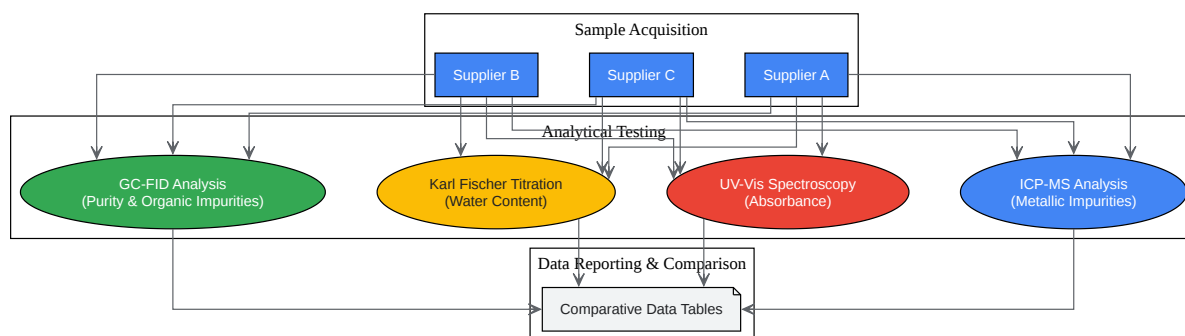 Sample Acquisition
Supplier B
Supplier C
Supplier A
Analytical Testing
GC-FID Analysis
(Purity & Organic Impurities)
Karl Fischer Titration
(Water Content)
UV-Vis Spectroscopy
(Absorbance)
ICP-MS Analysis
(Metallic Impurities)
Data Reporting & Comparison
Comparative Data Tables